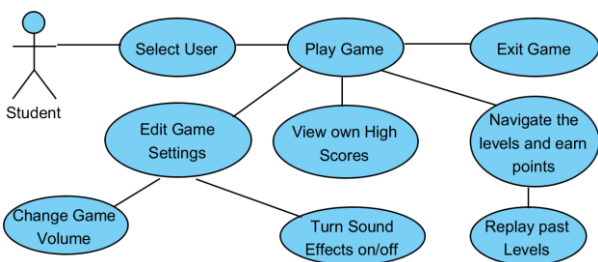 Select User
Play Game
Exit Game
Student
Edit Game
Settings
View own High
Scores
Navigate the
levels and earn
points
Change Game
Volume
Turn Sound
Effects on/off
Replay past
Levels